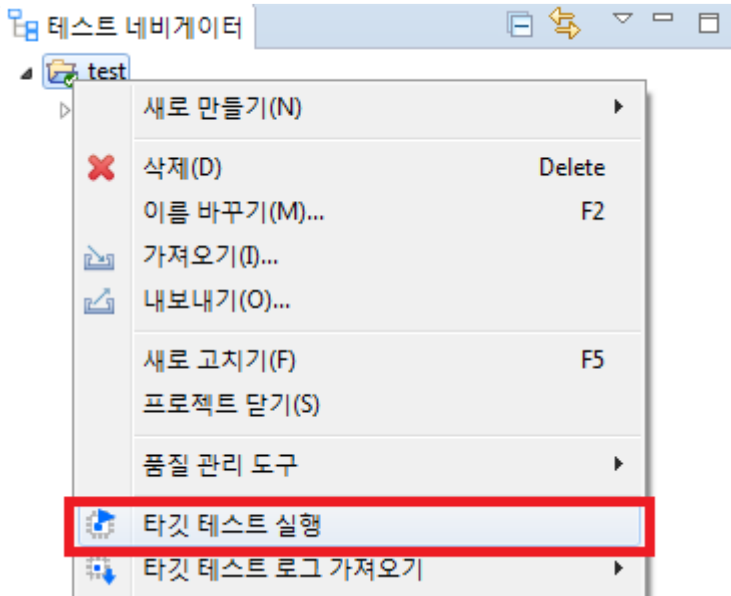 테스트 네비게이터
test
새로 만들기(N)
삭제(D) Delete
이름 바꾸기(M)... F2
가져오기(I)...
내보내기(O)...
새로 고치기(F) F5
프로젝트 닫기(S)
품질 관리 도구
타깃 테스트 실행
타깃 테스트 로그 가져오기